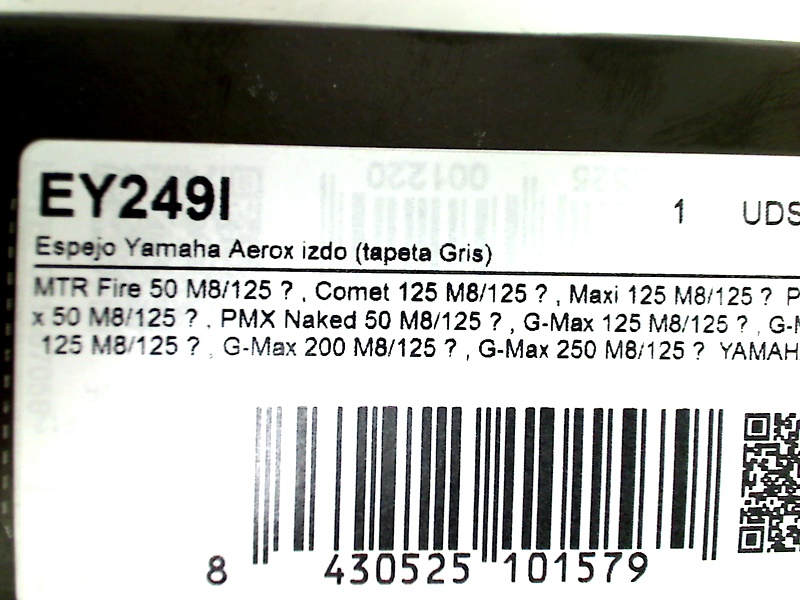 EY249I
1 UDS
Espejo Yamaha Aerox izdo (tapeta Gris)
MTR Fire 50 M8/125 ? , Comet 125 M8/125 ? , Maxi 125 M8/125 ? P
x 50 M8/125 ? , PMX Naked 50 M8/125 ? , G-Max 125 M8/125 ? , G-M
125 M8/125 ? , G-Max 200 M8/125 ? , G-Max 250 M8/125 ? YAMAH
8 430525 101579
001220